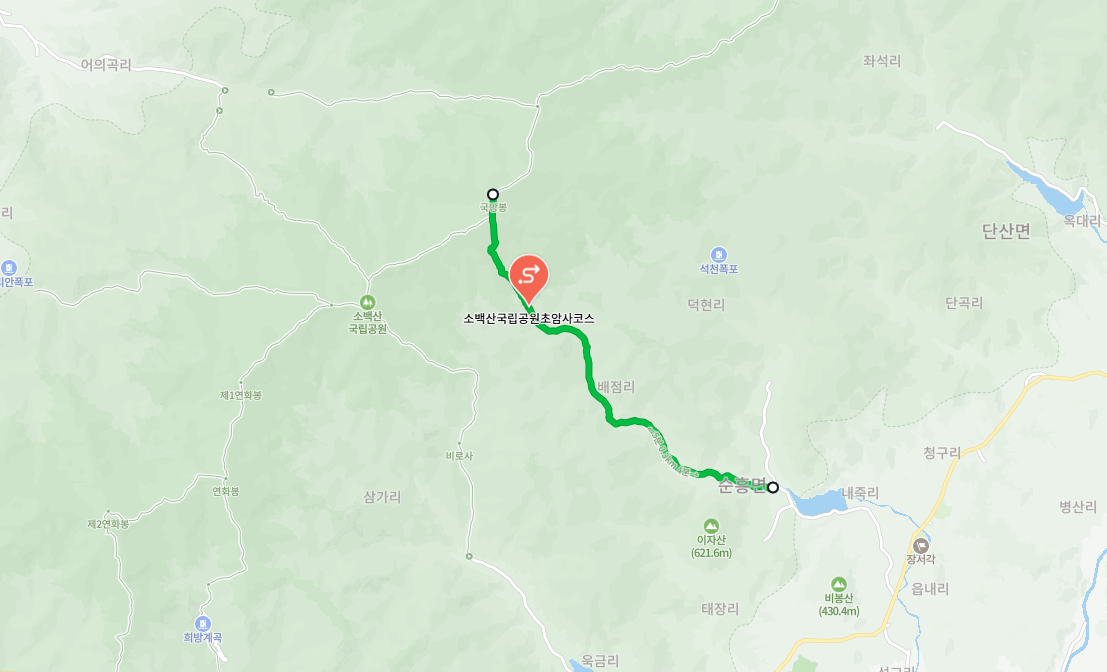 어의곡리
좌석리
리
국망봉
단산면
옥대리
리안폭포
석천폭포
소백산
국립공원
소백산국립공원초암사코스
덕현리
단곡리
제1연화봉
배점리
비로사
청구리
연화봉
삼가리
순흥면
내죽리
병산리
제2연화봉
이자산
(621.6m)
장서각
비봉산
(430.4m)
읍내리
태장리
희방계곡
욱금리